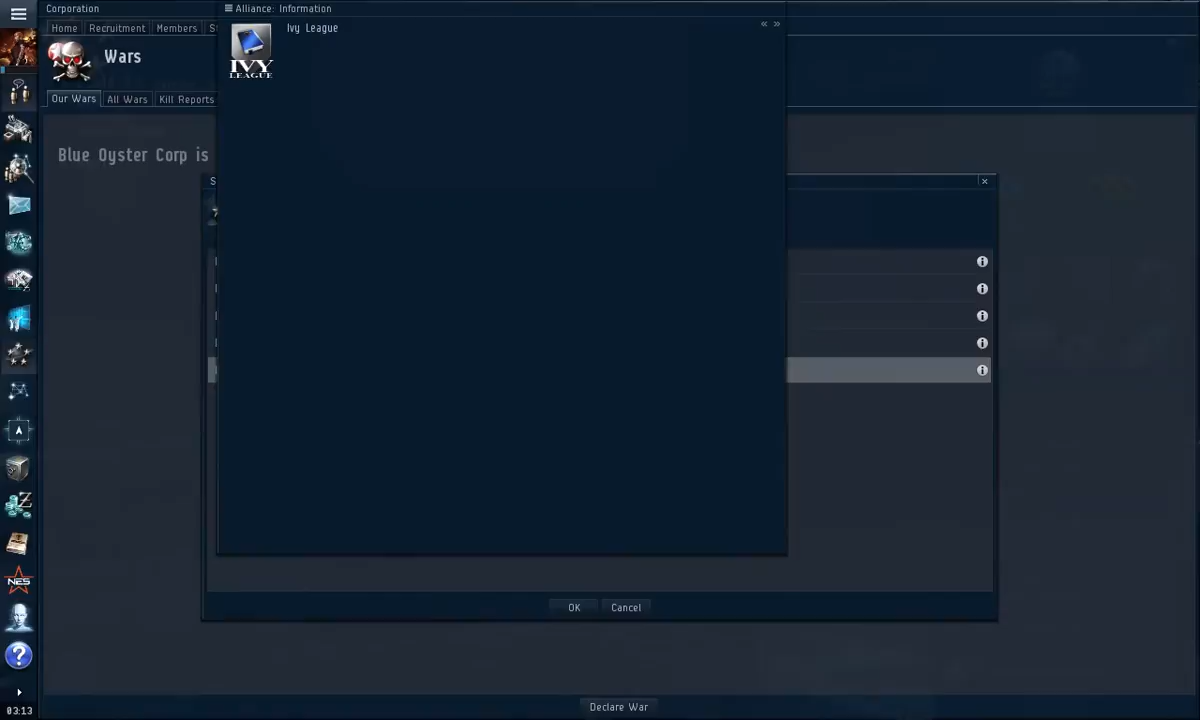 Corporation
Alliance: Information
Home Recruitment Members
Ivy League
IVY
LEAGUE
Wars
Our Wars All Wars Kill Reports
Blue Oyster Corp is
OK Cancel
NES
?
03:13
Declare War